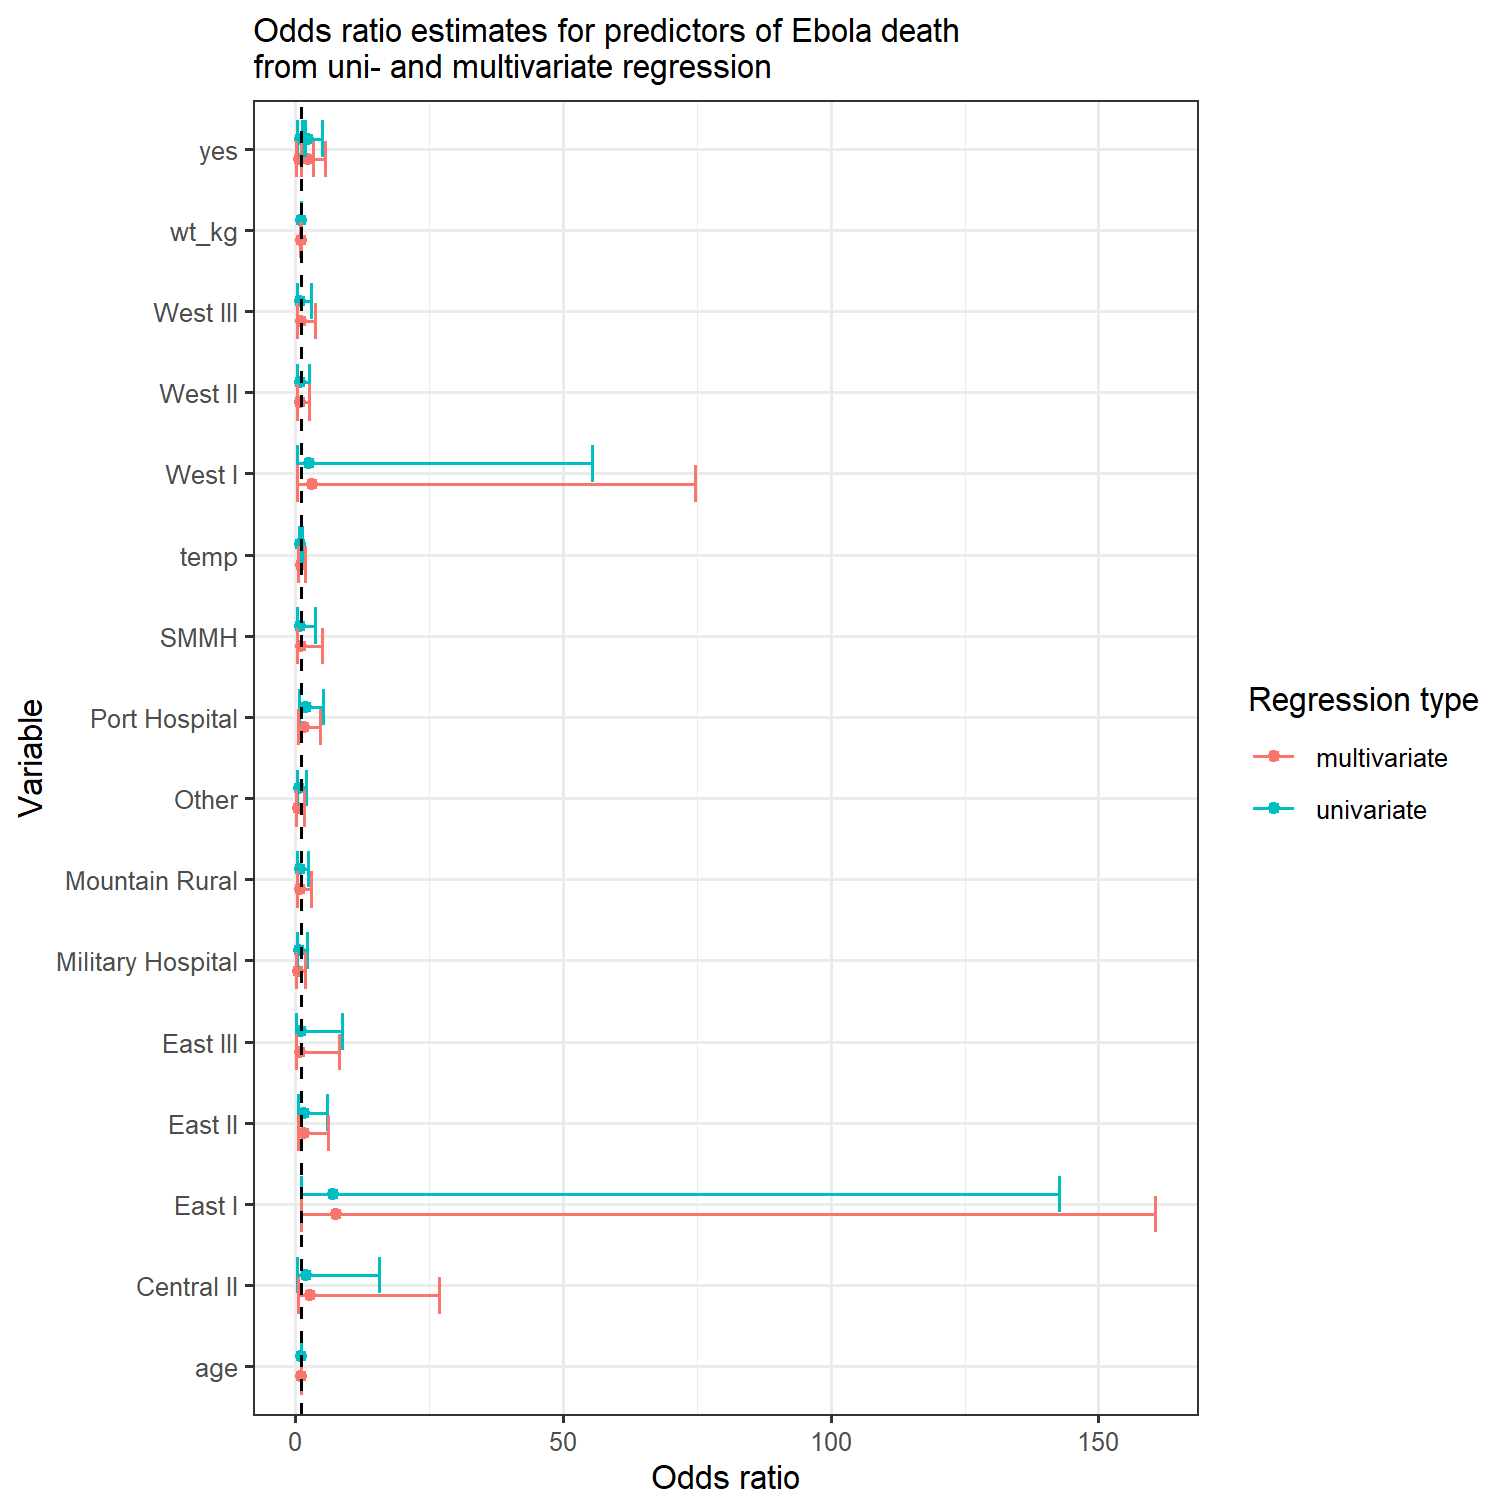 Odds ratio estimates for predictors of Ebola death
from uni- and multivariate regression
yes
wt_kg
West III
West II
West I
temp
SMMH
Port Hospital
Other
Mountain Rural
Military Hospital
East III
East II
East I
Central II
age
Variable
0
50
100
150
Odds ratio
Regression type
multivariate
univariate